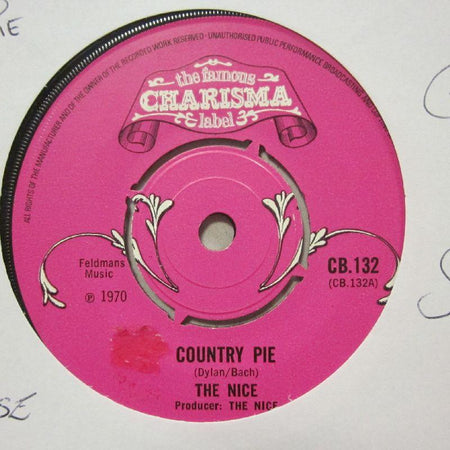 ALL RIGHTS OF THE MANUFACTURER AND OF THE OWNER OF THE RECORDED WORK RESERVED · UNAUTHORISED PUBLIC PERFORMANCE BROADCASTING AND
the famous
CHARISMA
& label
Feldmans
Music
℗ 1970
CB.132
(CB.132A)
COUNTRY PIE
(Dylan/Bach)
THE NICE
Producer: THE NICE